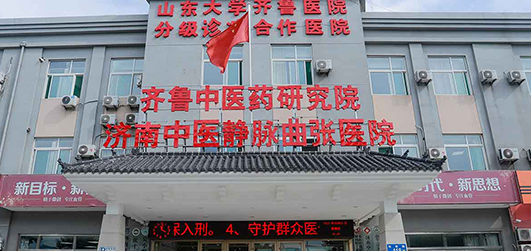 山东大学齐鲁医院
分级诊疗合作医院
齐鲁中医药研究院
济南中医静脉曲张医院
新目标·新
代·新思想
深入刑。4、守护群众医